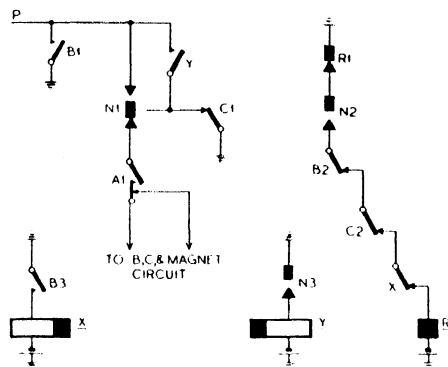 P
B1
Y
R1
N1
C1
N2
A1
B2
C2
TO B,C,& MAGNET
CIRCUIT
B3
N3
X
X
Y
R